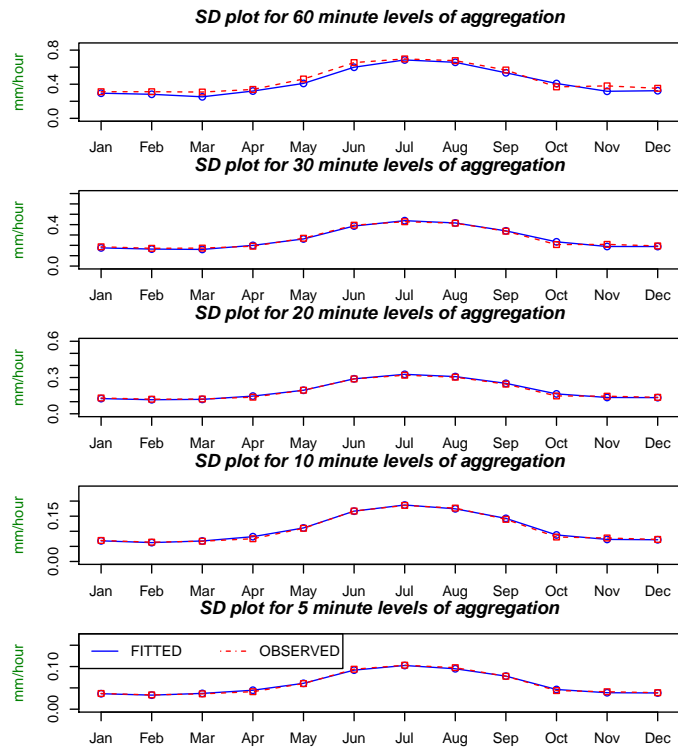 SD plot for 60 minute levels of aggregation
mm/hour
0.8
0.4
0.0
Jan Feb Mar Apr May Jun Jul Aug Sep Oct Nov Dec
SD plot for 30 minute levels of aggregation
mm/hour
0.4
0.0
Jan Feb Mar Apr May Jun Jul Aug Sep Oct Nov Dec
SD plot for 20 minute levels of aggregation
mm/hour
0.6
0.3
0.0
Jan Feb Mar Apr May Jun Jul Aug Sep Oct Nov Dec
SD plot for 10 minute levels of aggregation
mm/hour
0.15
0.00
Jan Feb Mar Apr May Jun Jul Aug Sep Oct Nov Dec
SD plot for 5 minute levels of aggregation
mm/hour
0.10
0.00
FITTED OBSERVED
Jan Feb Mar Apr May Jun Jul Aug Sep Oct Nov Dec